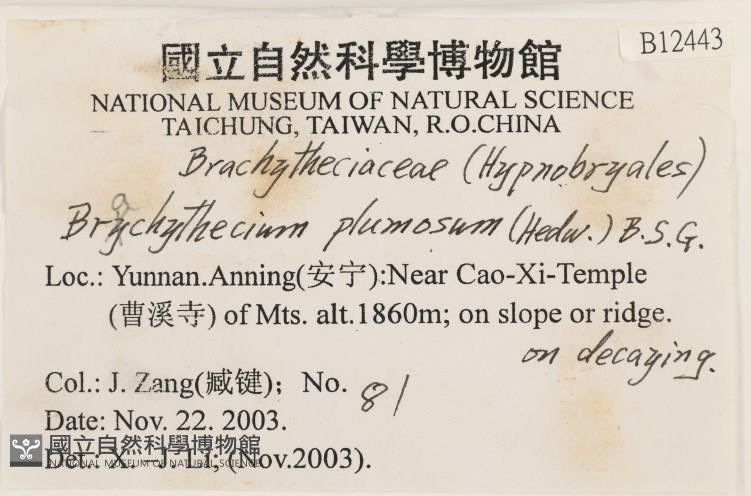 B12443
國立自然科學博物館
NATIONAL MUSEUM OF NATURAL SCIENCE
TAICHUNG, TAIWAN, R.O.CHINA
Brachytheciaceae (Hypnobryales)
Brachythecium plumosum (Hedw.) B.S.G.
Loc.: Yunnan.Anning(安宁):Near Cao-Xi-Temple
(曹溪寺) of Mts. alt.1860m; on slope or ridge.
on decaying.
Col.: J. Zang(臧键); No. 81
Date: Nov. 22. 2003.
國立自然科學博物館
NATIONAL MUSEUM OF NATURAL SCIENCE
Det.: X. -J. Li; (Nov.2003).